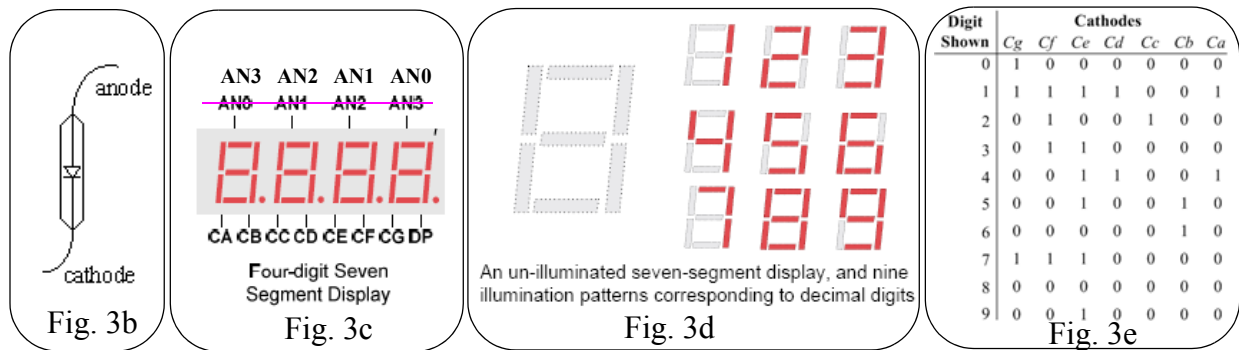 anode
cathode
Fig. 3b
AN3 AN2 AN1 AN0
AN0 AN1 AN2 AN3
CA CB CC CD CE CF CG DP
Four-digit Seven
Segment Display
Fig. 3c
An un-illuminated seven-segment display, and nine
illumination patterns corresponding to decimal digits
Fig. 3d
Digit Cathodes
Shown Cg Cf Ce Cd Cc Cb Ca
0 1 0 0 0 0 0 0
1 1 1 1 1 0 0 1
2 0 1 0 0 1 0 0
3 0 1 1 0 0 0 0
4 0 0 1 1 0 0 1
5 0 0 1 0 0 1 0
6 0 0 0 0 0 1 0
7 1 1 1 0 0 0 0
8 0 0 0 0 0 0 0
9 0 0 1 0 0 0 0
Fig. 3e